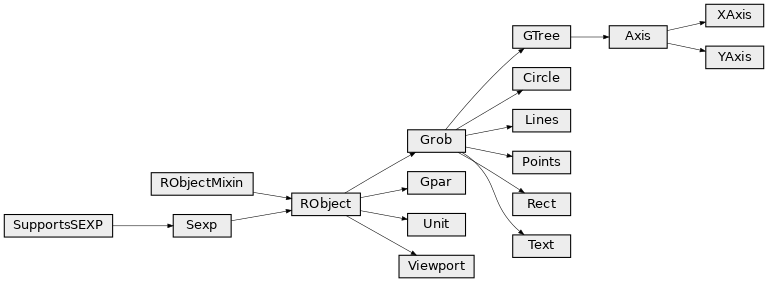 XAxis
GTree
Axis
YAxis
Circle
Lines
Grob
Points
RObjectMixin
Gpar
RObject
Rect
SupportsSEXP
Sexp
Unit
Text
Viewport